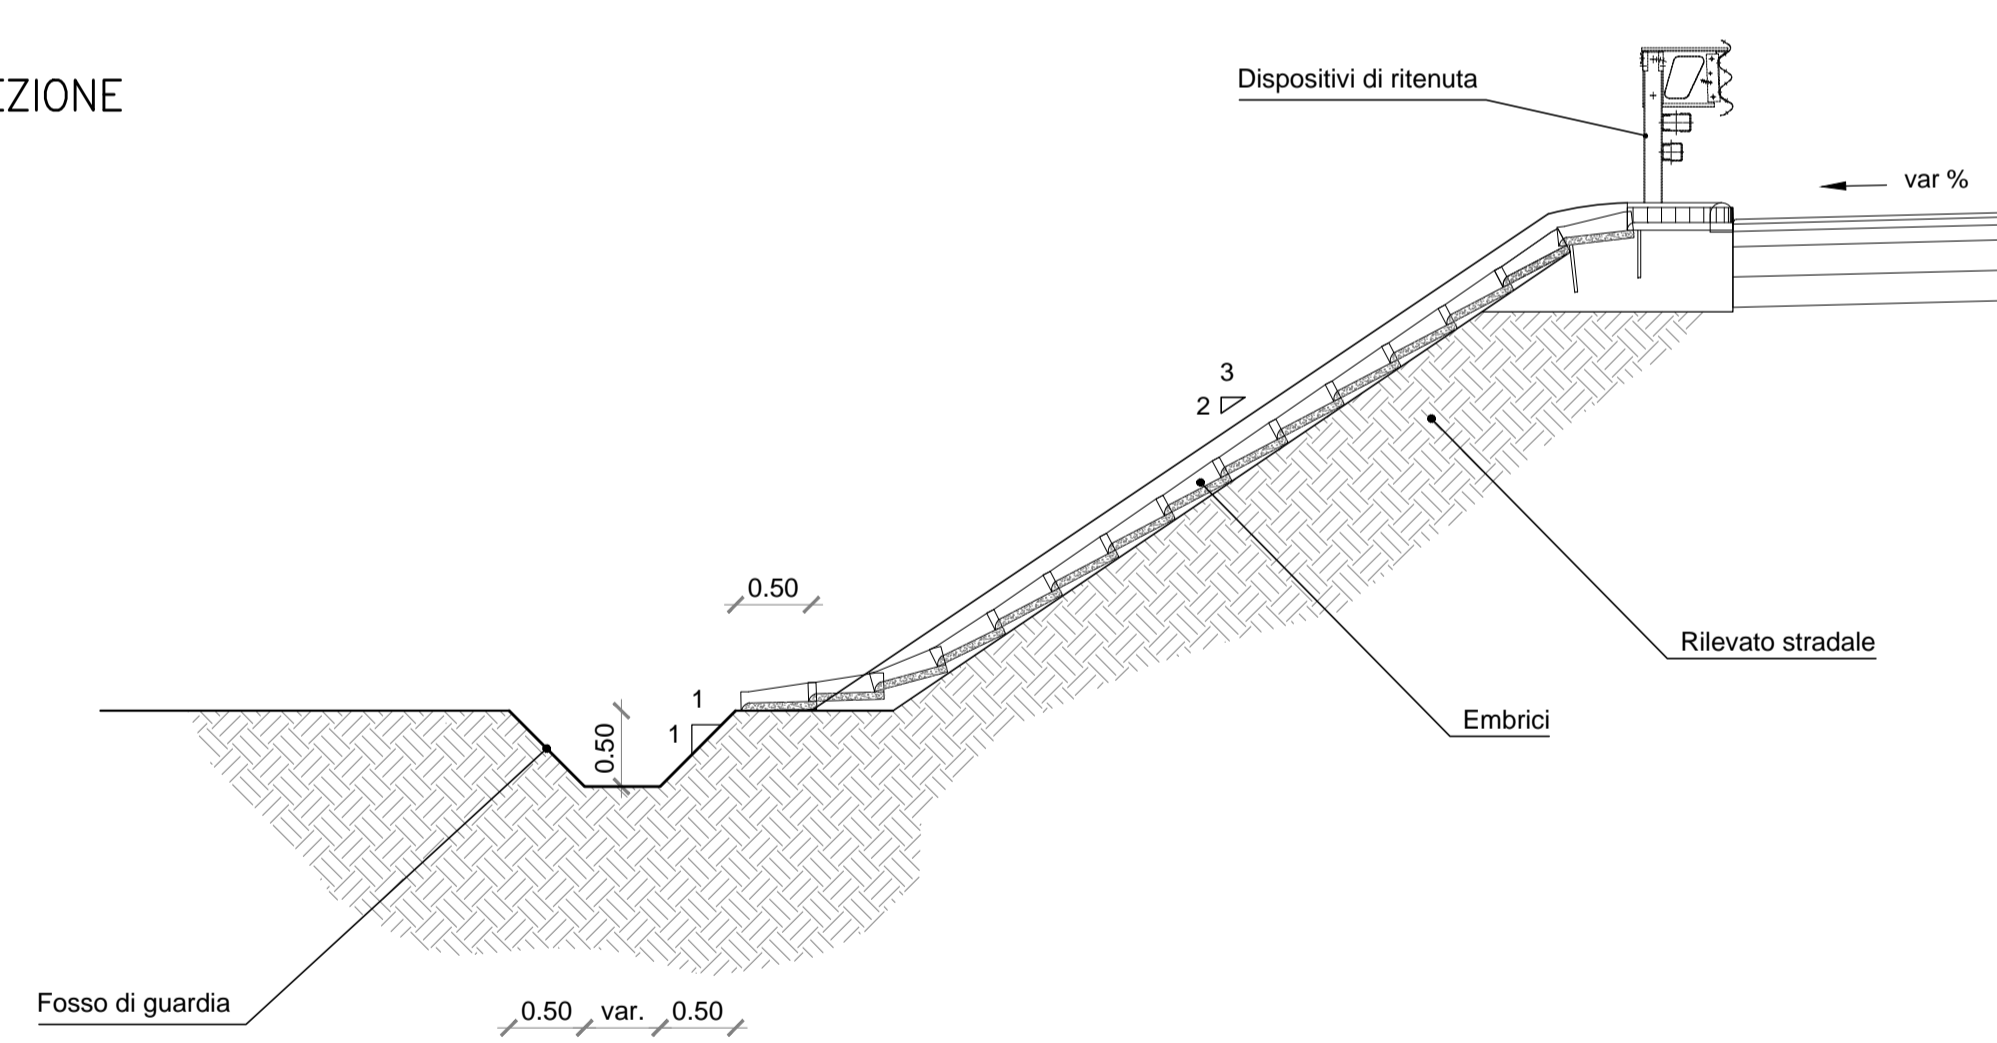 EZIONE
Dispositivi di ritenuta
var %
3
2
0.50
Rilevato stradale
1
1
0.50
Embrici
Fosso di guardia
0.50 var. 0.50